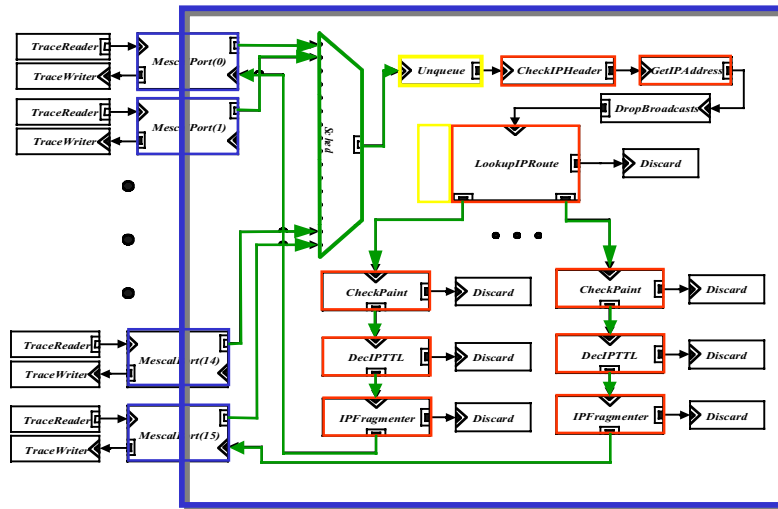 TraceReader
TraceWriter
MescalPort(0)
TraceReader
TraceWriter
MescalPort(1)
Sched
Unqueue
CheckIPHeader
GetIPAddress
DropBroadcasts
LookupIPRoute
Discard
CheckPaint
Discard
CheckPaint
Discard
TraceReader
TraceWriter
MescalPort(14)
DecIPTTL
Discard
DecIPTTL
Discard
TraceReader
TraceWriter
MescalPort(15)
IPFragmenter
Discard
IPFragmenter
Discard